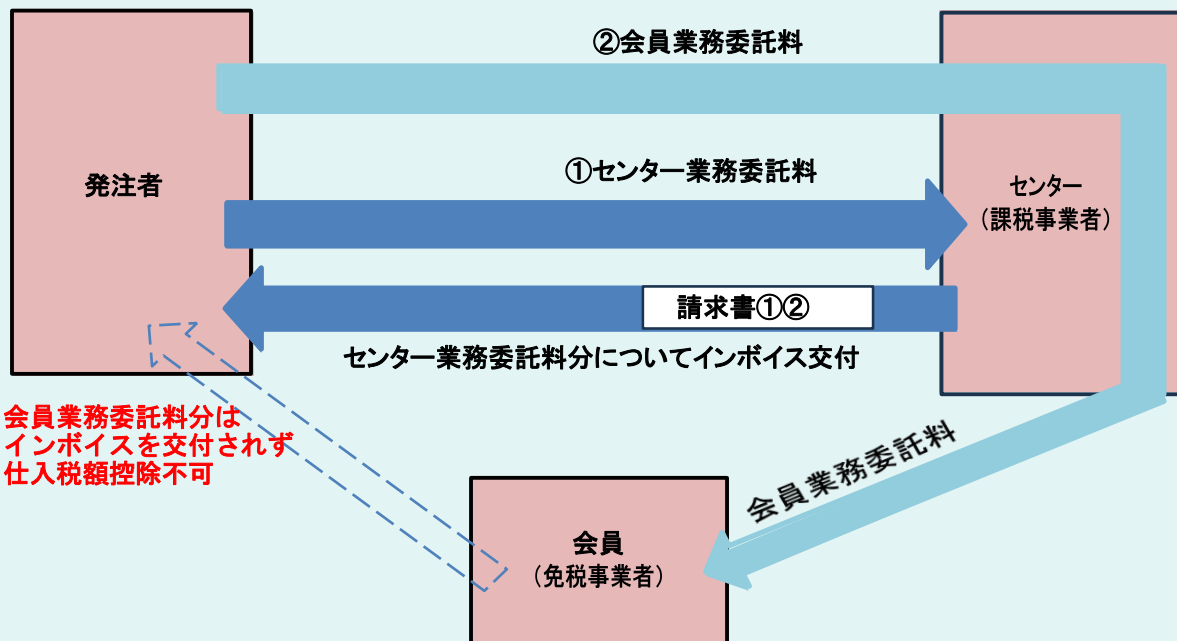 ②会員業務委託料
①センター業務委託料
発注者
センター
（課税事業者）
請求書①②
センター業務委託料分についてインボイス交付
会員業務委託料分は
インボイスを交付されず
仕入税額控除不可
会員業務委託料
会員
（免税事業者）